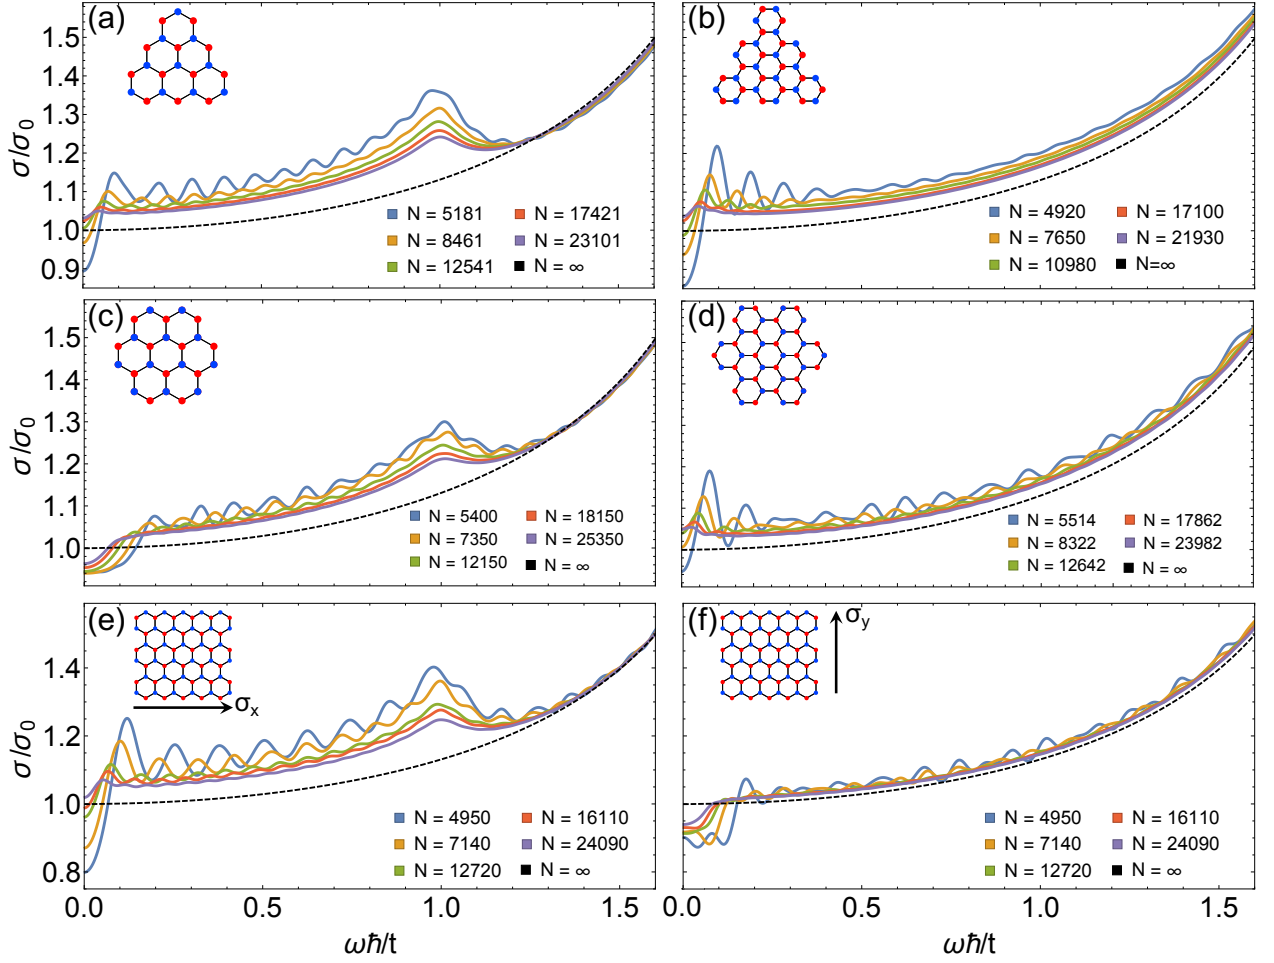 (a)
1.5
1.4
1.3
1.2
1.1
1.0
0.9
σ/σ0
N = 5181
N = 17421
N = 8461
N = 23101
N = 12541
N = ∞
(b)
N = 4920
N = 17100
N = 7650
N = 21930
N = 10980
N=∞
(c)
1.5
1.4
1.3
1.2
1.1
1.0
σ/σ0
N = 5400
N = 18150
N = 7350
N = 25350
N = 12150
N = ∞
(d)
N = 5514
N = 17862
N = 8322
N = 23982
N = 12642
N = ∞
(e)
σx
1.4
1.2
1.0
0.8
σ/σ0
N = 4950
N = 16110
N = 7140
N = 24090
N = 12720
N = ∞
0.0
0.5
1.0
1.5
ωħ/t
(f)
σy
N = 4950
N = 16110
N = 7140
N = 24090
N = 12720
N = ∞
0.0
0.5
1.0
1.5
ωħ/t